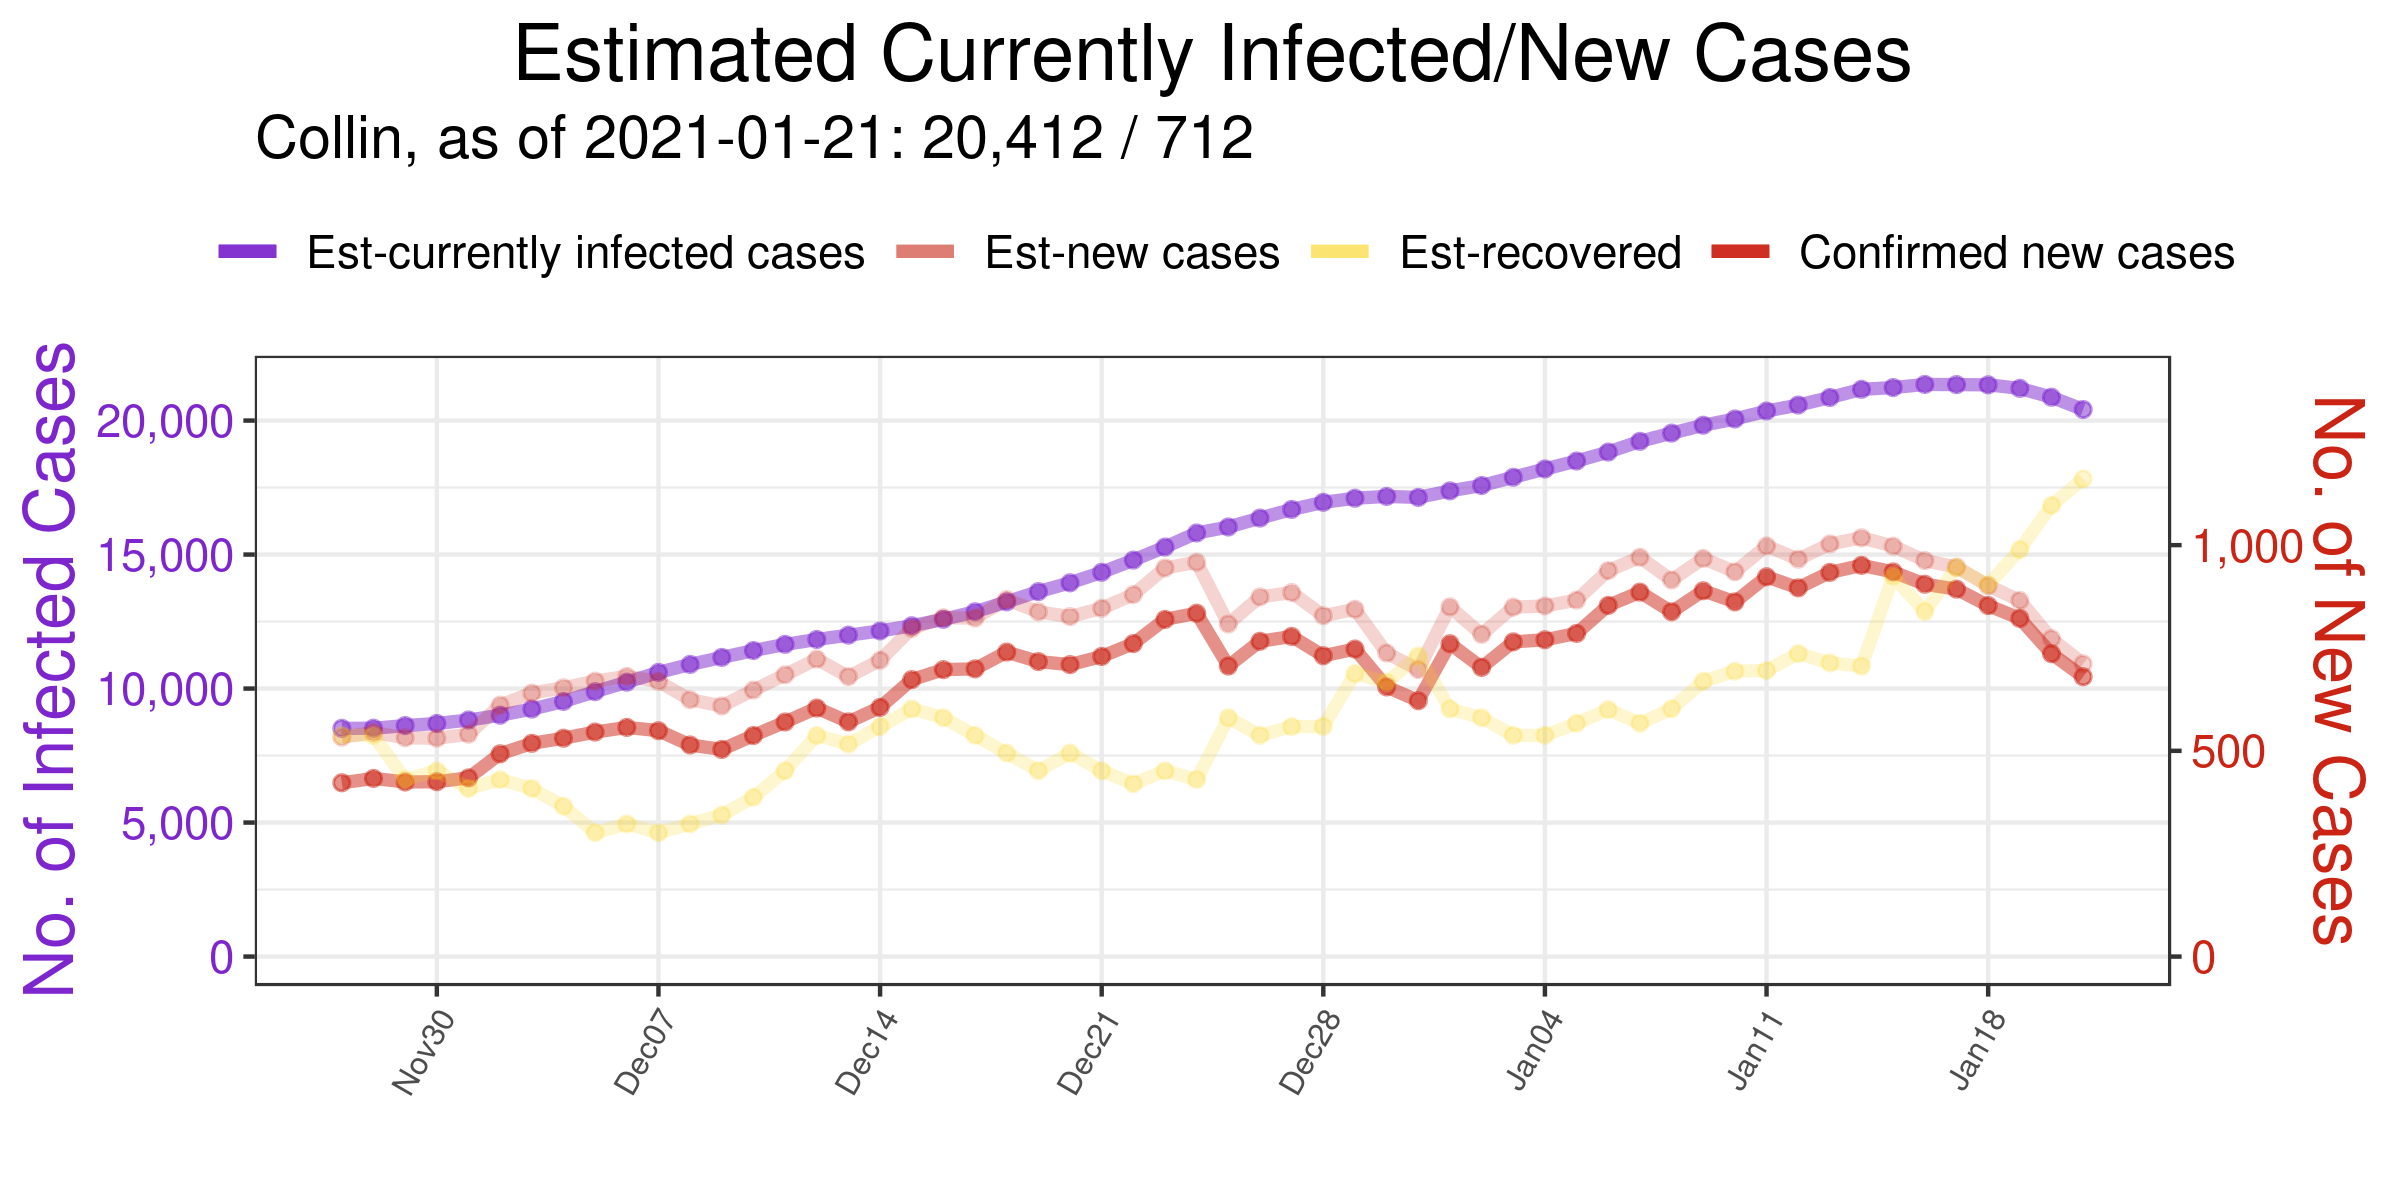 Estimated Currently Infected/New Cases
Collin, as of 2021-01-21: 20,412 / 712
Est-currently infected cases Est-new cases Est-recovered Confirmed new cases
No. of Infected Cases
20,000
15,000
10,000
5,000
0
1,000
500
0
No. of New Cases
Nov30 Dec07 Dec14 Dec21 Dec28 Jan04 Jan11 Jan18